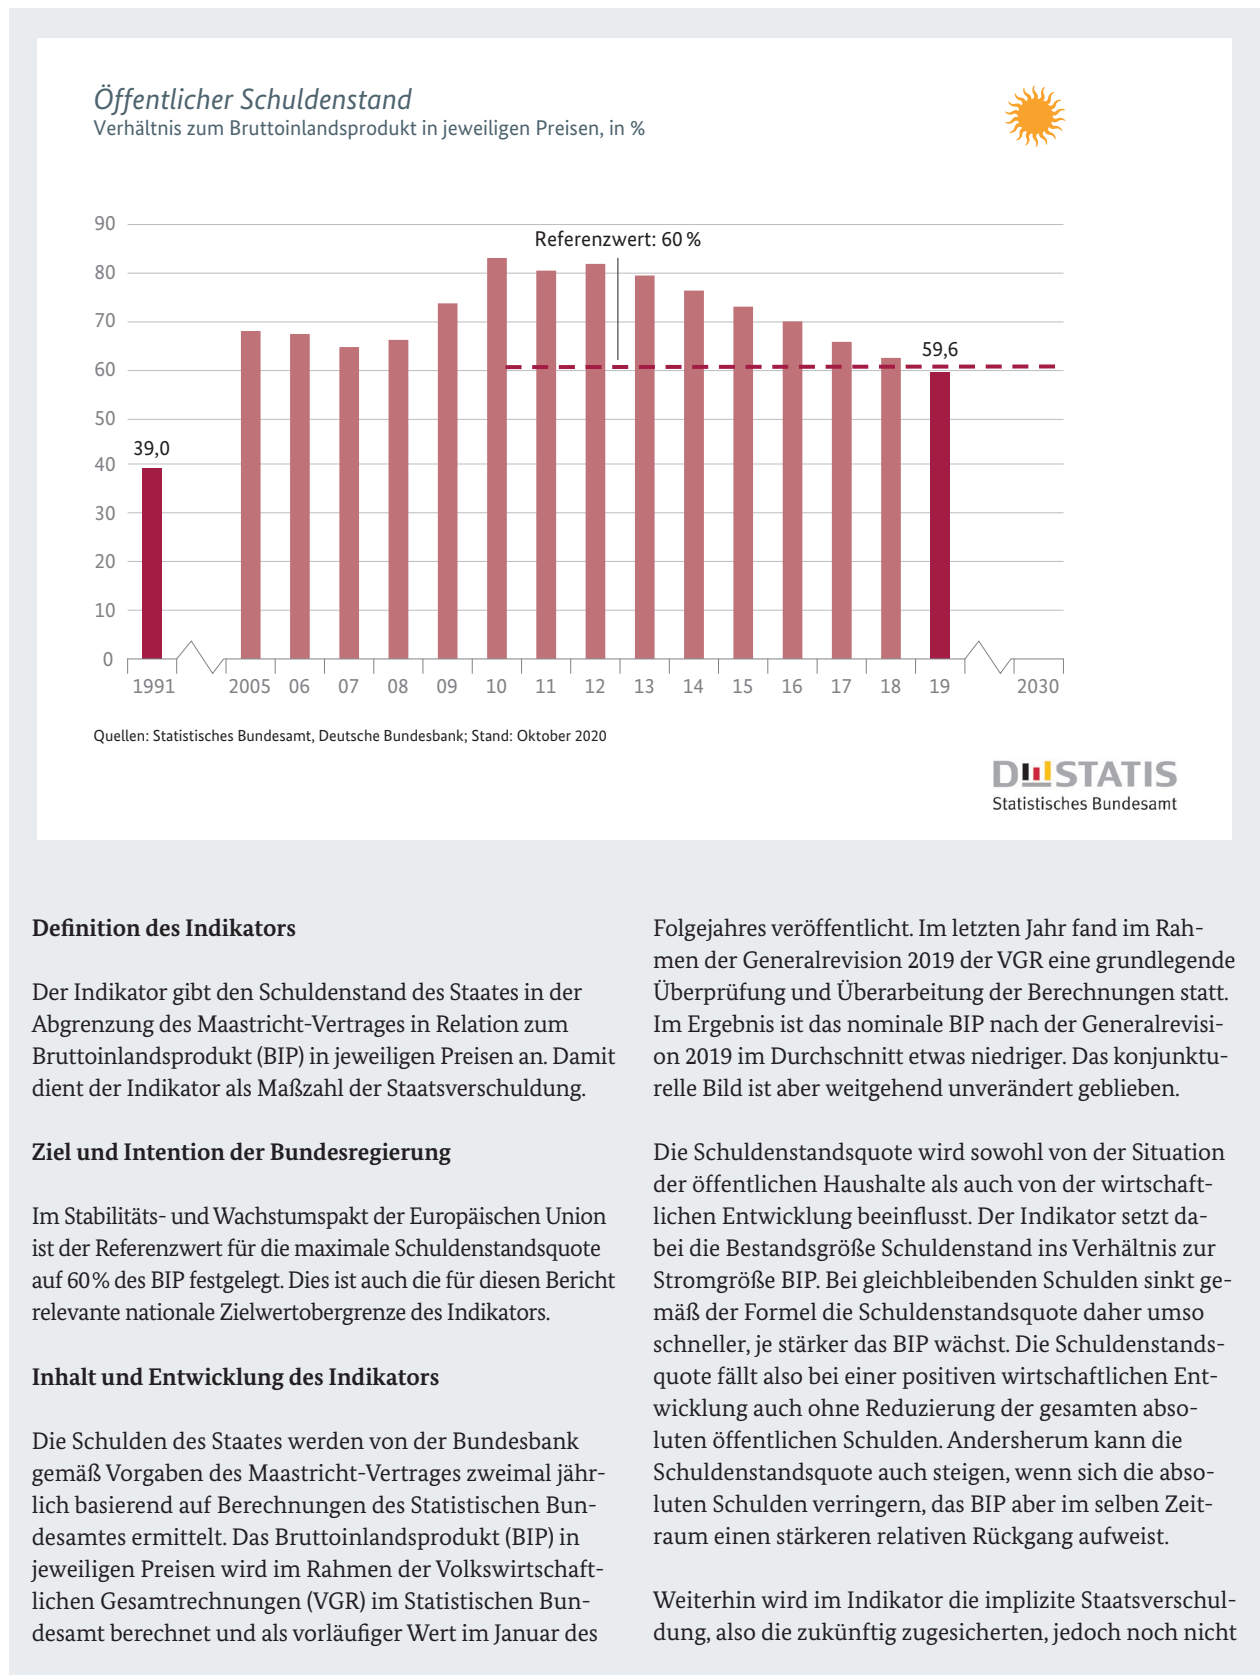 Öffentlicher Schuldenstand
Verhältnis zum Bruttoinlandsprodukt in jeweiligen Preisen, in %
90
Referenzwert: 60 %
80
70
59,6
60
50
39,0
40
30
20
10
0
1991 2005 06 07 08 09 10 11 12 13 14 15 16 17 18 19 2030
Quellen: Statistisches Bundesamt, Deutsche Bundesbank; Stand: Oktober 2020
DESTATIS
Statistisches Bundesamt
Definition des Indikators
Der Indikator gibt den Schuldenstand des Staates in der
Abgrenzung des Maastricht-Vertrages in Relation zum
Bruttoinlandsprodukt (BIP) in jeweiligen Preisen an. Damit
dient der Indikator als Maßzahl der Staatsverschuldung.
Ziel und Intention der Bundesregierung
Im Stabilitäts- und Wachstumspakt der Europäischen Union
ist der Referenzwert für die maximale Schuldenstandsquote
auf 60 % des BIP festgelegt. Dies ist auch die für diesen Bericht
relevante nationale Zielwertobergrenze des Indikators.
Inhalt und Entwicklung des Indikators
Die Schulden des Staates werden von der Bundesbank
gemäß Vorgaben des Maastricht-Vertrages zweimal jähr-
lich basierend auf Berechnungen des Statistischen Bun-
desamtes ermittelt. Das Bruttoinlandsprodukt (BIP) in
jeweiligen Preisen wird im Rahmen der Volkswirtschaft-
lichen Gesamtrechnungen (VGR) im Statistischen Bun-
desamt berechnet und als vorläufiger Wert im Januar des
Folgejahres veröffentlicht. Im letzten Jahr fand im Rah-
men der Generalrevision 2019 der VGR eine grundlegende
Überprüfung und Überarbeitung der Berechnungen statt.
Im Ergebnis ist das nominale BIP nach der Generalrevisi-
on 2019 im Durchschnitt etwas niedriger. Das konjunktu-
relle Bild ist aber weitgehend unverändert geblieben.
Die Schuldenstandsquote wird sowohl von der Situation
der öffentlichen Haushalte als auch von der wirtschaft-
lichen Entwicklung beeinflusst. Der Indikator setzt da-
bei die Bestandsgröße Schuldenstand ins Verhältnis zur
Stromgröße BIP. Bei gleichbleibenden Schulden sinkt ge-
mäß der Formel die Schuldenstandsquote daher umso
schneller, je stärker das BIP wächst. Die Schuldenstands-
quote fällt also bei einer positiven wirtschaftlichen Ent-
wicklung auch ohne Reduzierung der gesamten abso-
luten öffentlichen Schulden. Andersherum kann die
Schuldenstandsquote auch steigen, wenn sich die abso-
luten Schulden verringern, das BIP aber im selben Zeit-
raum einen stärkeren relativen Rückgang aufweist.
Weiterhin wird im Indikator die implizite Staatsverschul-
dung, also die zukünftig zugesicherten, jedoch noch nicht